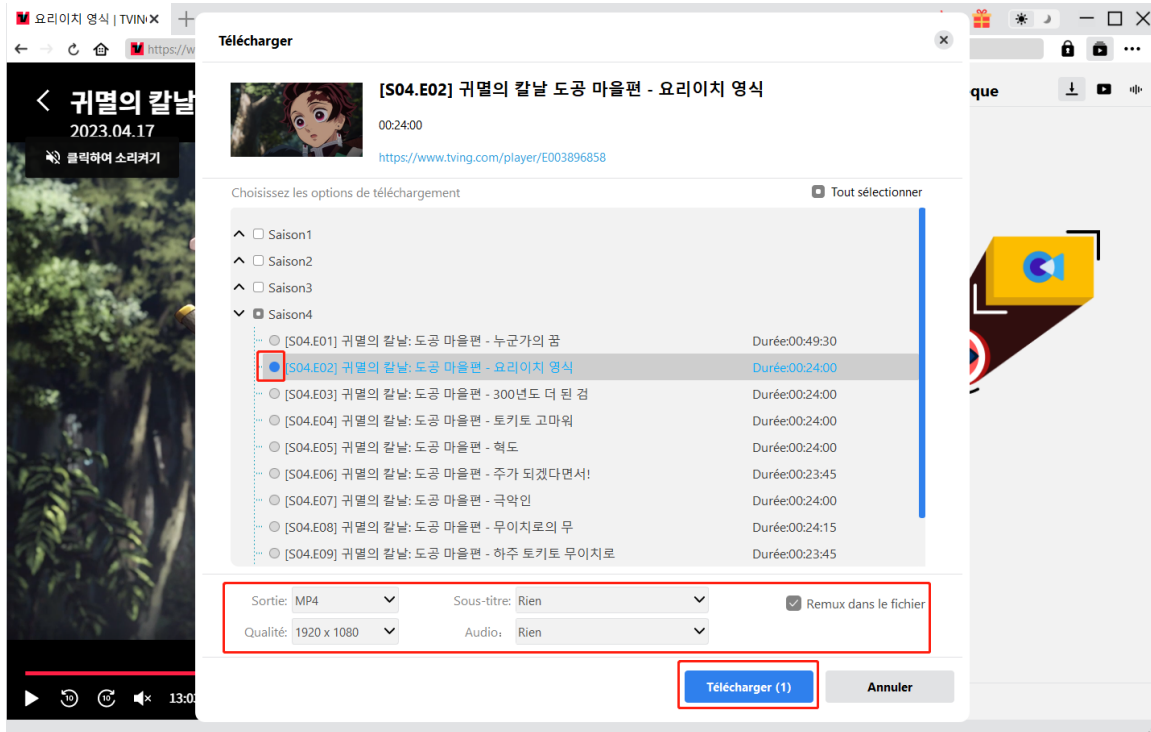 요리이치 영식 | TVIN
https://w
귀멸의 칼날
2023.04.17
클릭하여 소리켜기
13:03
Télécharger
[S04.E02] 귀멸의 칼날 도공 마을편 - 요리이치 영식
00:24:00
https://www.tving.com/player/E003896858
Choisissez les options de téléchargement
Tout sélectionner
Saison1
Saison2
Saison3
Saison4
[S04.E01] 귀멸의 칼날: 도공 마을편 - 누군가의 꿈 Durée:00:49:30
[S04.E02] 귀멸의 칼날: 도공 마을편 - 요리이치 영식 Durée:00:24:00
[S04.E03] 귀멸의 칼날: 도공 마을편 - 300년도 더 된 검 Durée:00:24:00
[S04.E04] 귀멸의 칼날: 도공 마을편 - 토키토 고마워 Durée:00:24:00
[S04.E05] 귀멸의 칼날: 도공 마을편 - 혁도 Durée:00:24:00
[S04.E06] 귀멸의 칼날: 도공 마을편 - 주가 되겠다면서! Durée:00:23:45
[S04.E07] 귀멸의 칼날: 도공 마을편 - 극악인 Durée:00:24:00
[S04.E08] 귀멸의 칼날: 도공 마을편 - 무이치로의 무 Durée:00:24:15
[S04.E09] 귀멸의 칼날: 도공 마을편 - 하주 토키토 무이치로 Durée:00:23:45
Sortie: MP4 Sous-titre: Rien Remux dans le fichier
Qualité: 1920 x 1080 Audio: Rien
Télécharger (1) Annuler
que
10 10